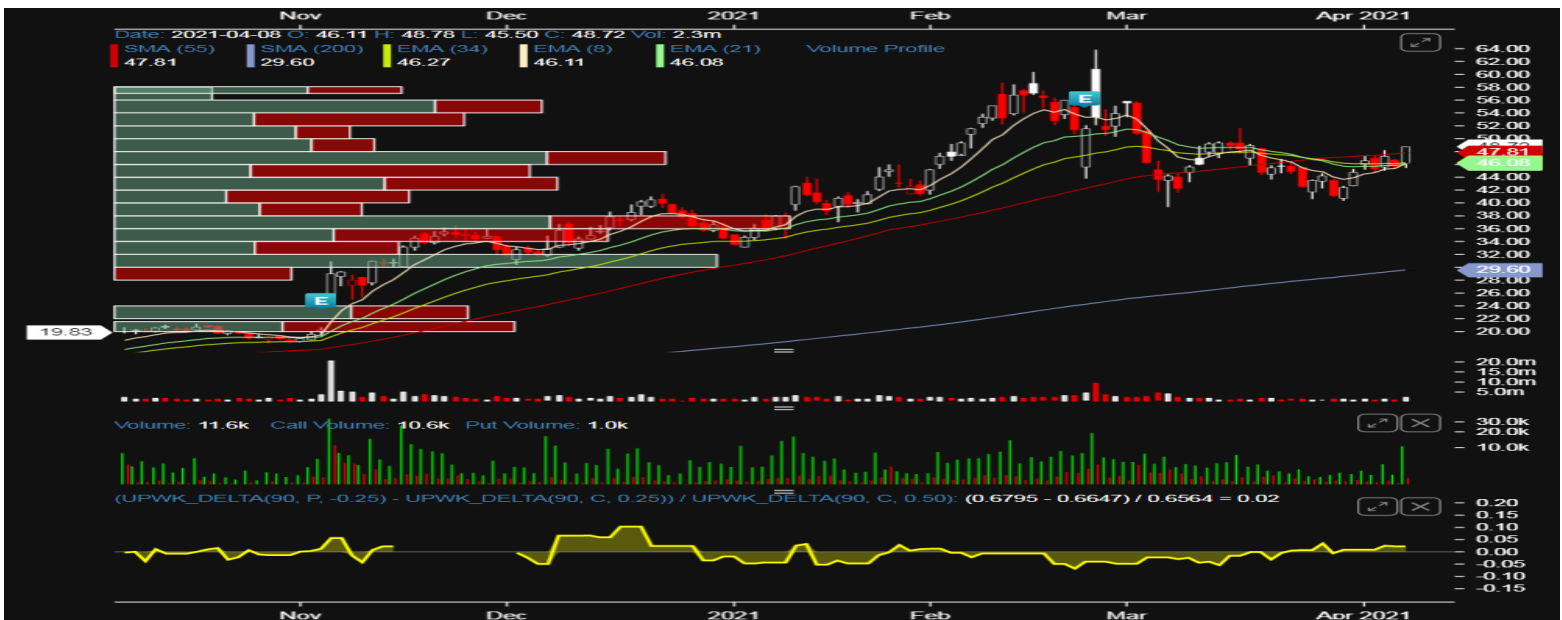 Nov Dec 2021 Feb Mar Apr 2021
Date: 2021-04-08 O: 46.11 H: 48.78 L: 45.50 C: 48.72 Vol: 2.3m
SMA (55) SMA (200) EMA (34) EMA (8) EMA (21) Volume Profile
47.81 29.60 46.27 46.11 46.08
64.00
62.00
60.00
58.00
E
56.00
54.00
52.00
50.00
48.72
47.81
46.08
44.00
42.00
40.00
38.00
36.00
34.00
32.00
29.60
28.00
E
26.00
24.00
22.00
19.83
20.00
20.0m
15.0m
10.0m
5.0m
Volume: 11.6k Call Volume: 10.6k Put Volume: 1.0k
30.0k
20.0k
10.0k
(UPWK_DELTA(90, P, -0.25) - UPWK_DELTA(90, C, 0.25)) / UPWK_DELTA(90, C, 0.50): (0.6795 - 0.6647) / 0.6564 = 0.02
0.20
0.15
0.10
0.05
0.00
-0.05
-0.10
-0.15
Nov Dec 2021 Feb Mar Apr 2021